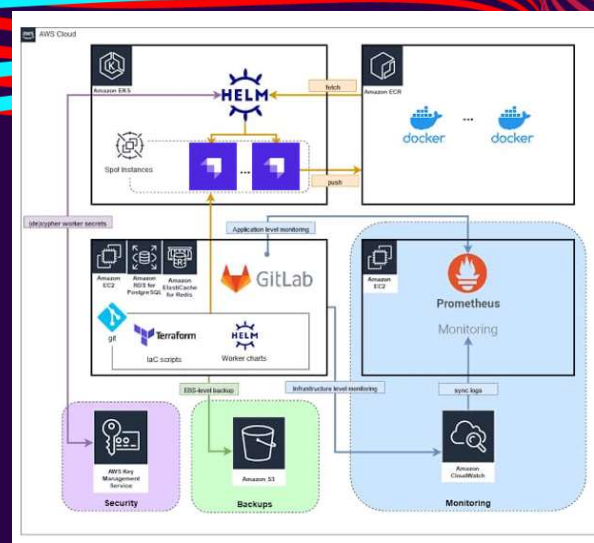 aws
AWS Cloud
Amazon EKS
HELM
fetch
Amazon ECR
docker
...
docker
Spot Instances
...
push
(de)cypher worker secrets
Application level monitoring
Amazon
EC2
Amazon
RDS for
PostgreSQL
Amazon
ElastiCache
for Redis
GitLab
Amazon
EC2
Prometheus
Monitoring
git
Terraform
IaC scripts
HELM
Worker charts
EBS-level backup
Infrastructure level monitoring
sync logs
AWS Key
Management
Service
Security
Amazon S3
Backups
Amazon
CloudWatch
Monitoring